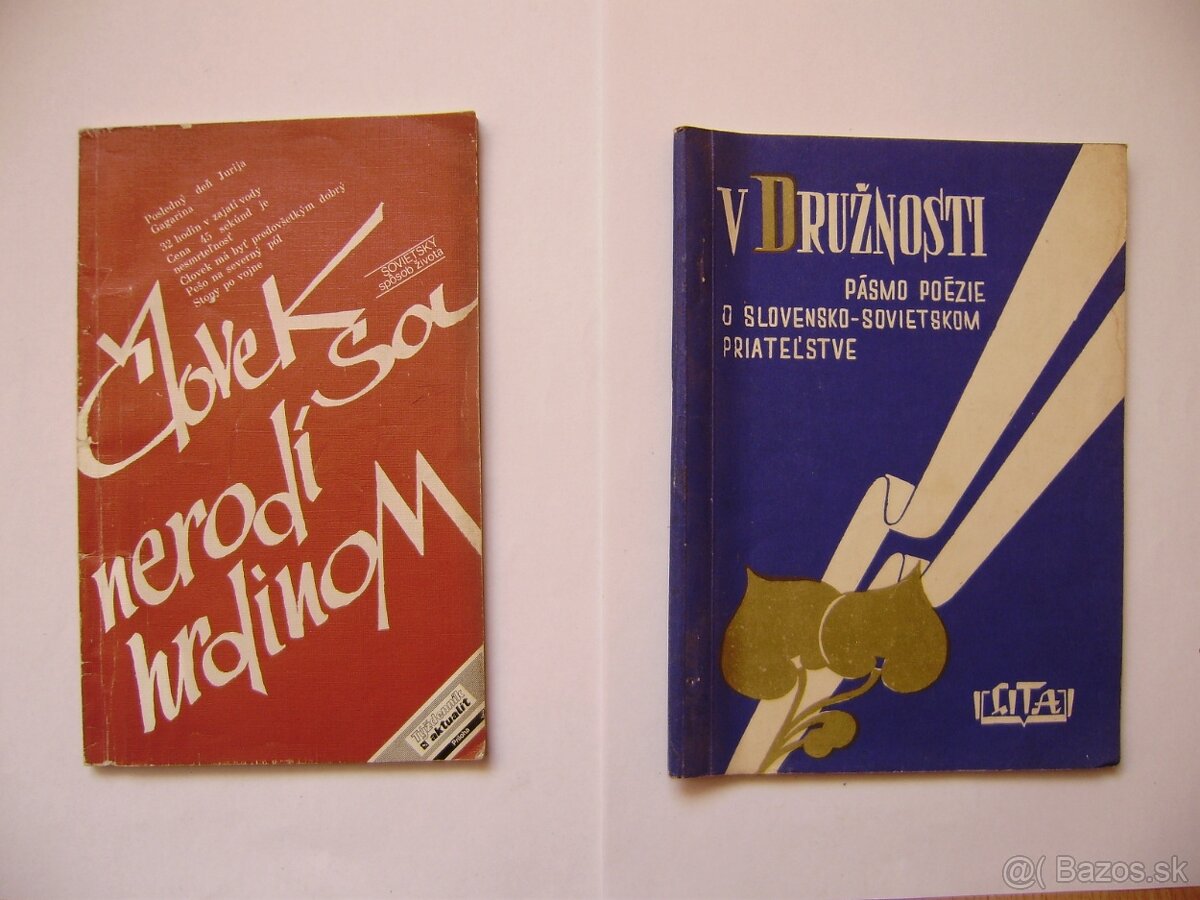 Posledný deň Jurija
Gagarina
32 hodín v zajatí vody
Cena 45 sekúnd je
nesmrteľnosť
Človek má byť predovšetkým dobrý
Pešo na severný pól
Stopy po vojne
SOVIETSKY
spôsob života
Človek sa
nerodí
hrdinom
Týždenník
aktualít
Príloha
V DRUŽNOSTI
PÁSMO POÉZIE
O SLOVENSKO-SOVIETSKOM
PRIATEĽSTVE
LITA
@( Bazos.sk